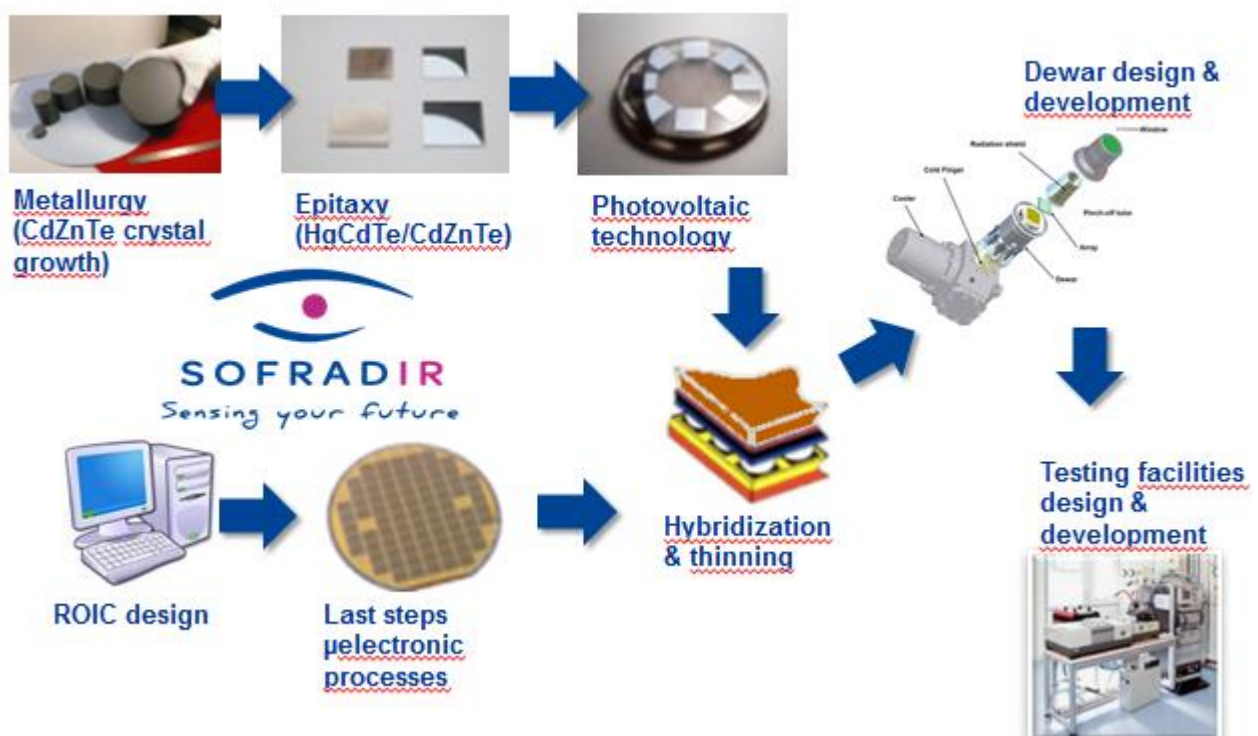 Metallurgy
(CdZnTe crystal
growth)
Epitaxy
(HgCdTe/CdZnTe)
Photovoltaic
technology
Dewar design &
development
Window
Radiation shield
Cold Finger
Cooler
Pinch-off tube
Array
Dewar
SOFRADIR
Sensing your future
ROIC design
Last steps
µelectronic
processes
Hybridization
& thinning
Testing facilities
design &
development